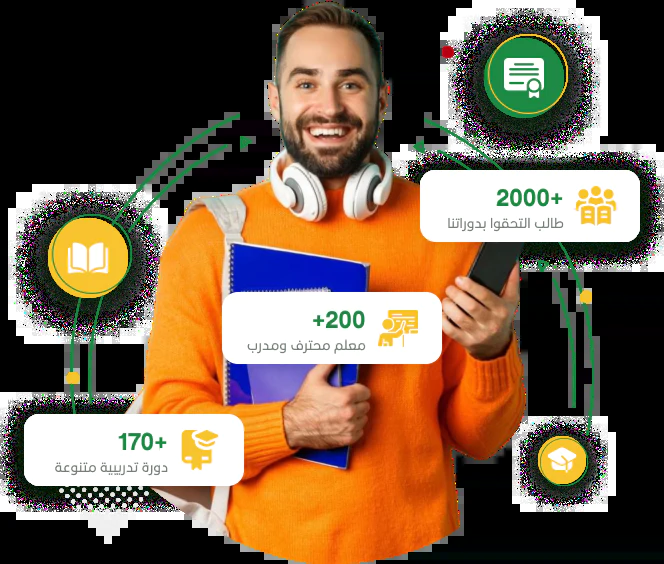 2000+
طالب التحقوا بدوراتنا
+200
معلم محترف ومدرب
170+
دورة تدريبية متنوعة